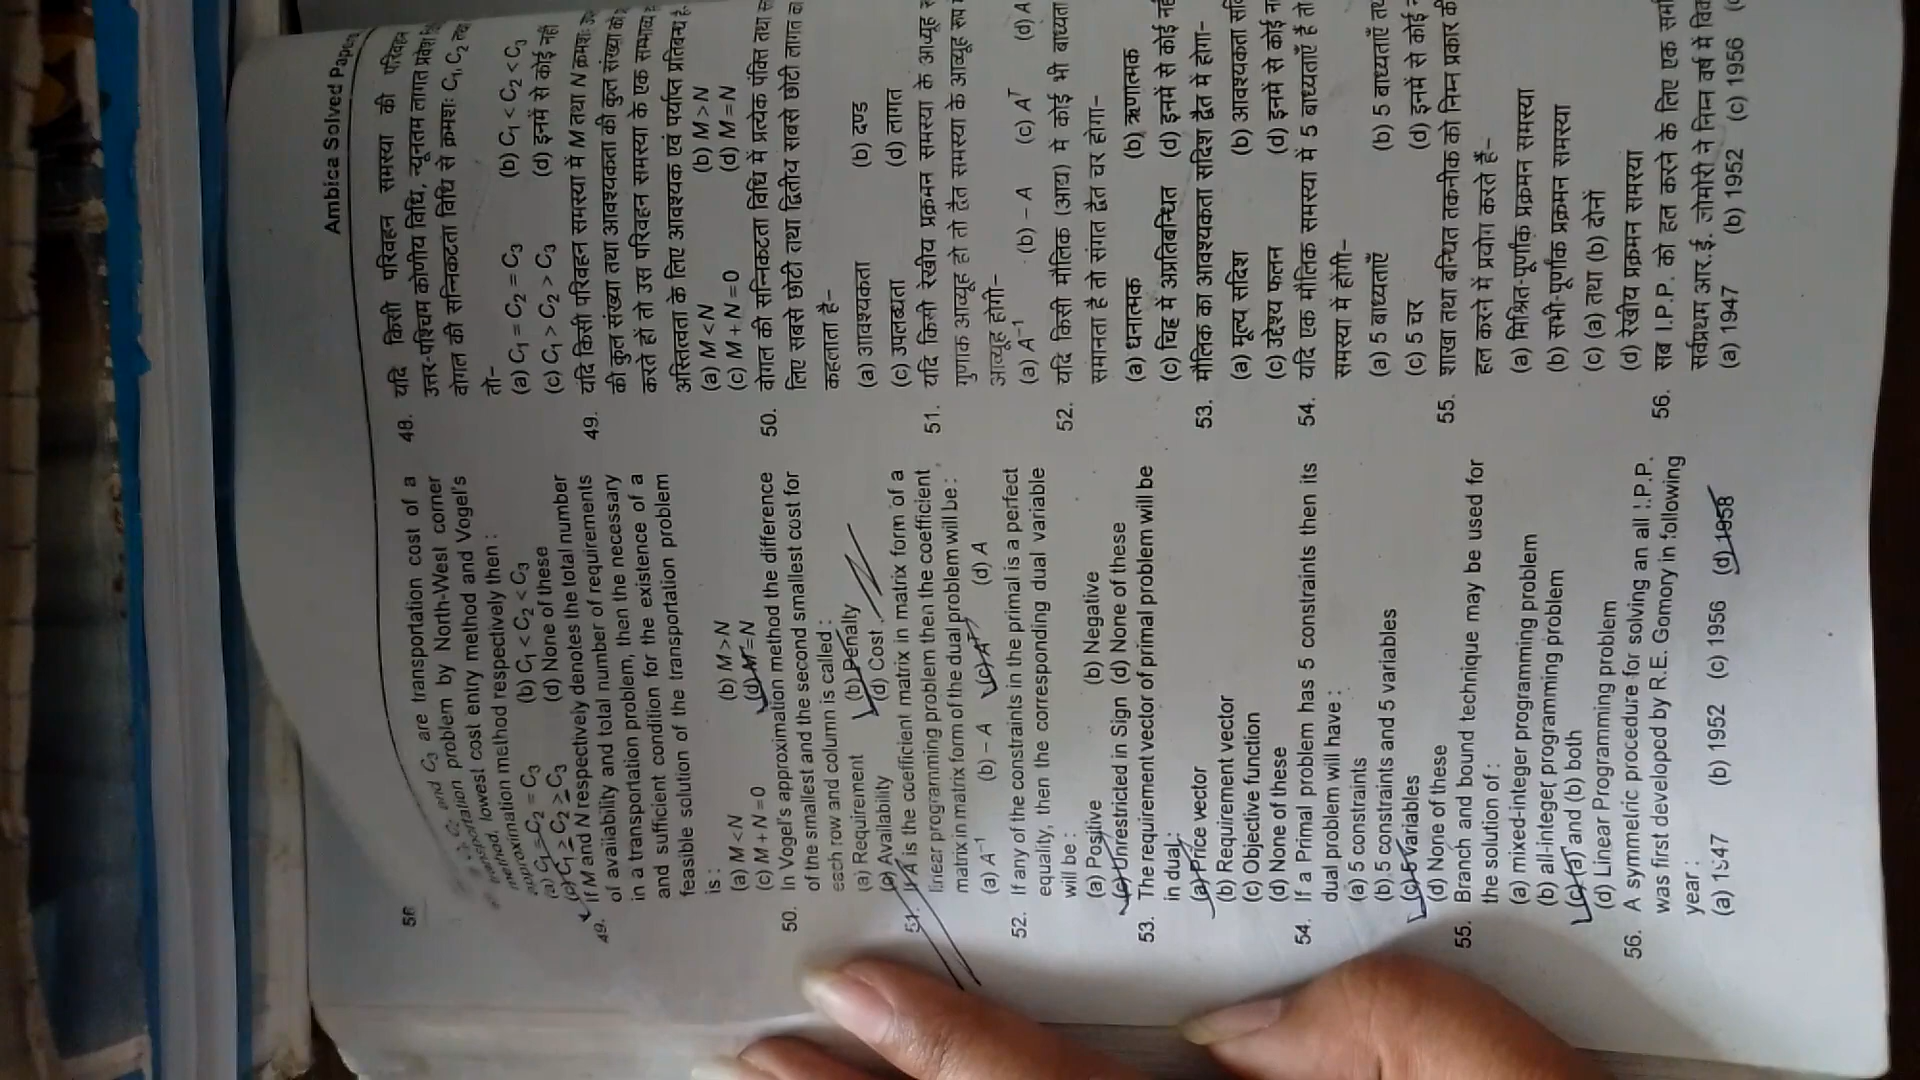 56
Ambica Solved Papers
and C3 are transportation cost of a
transportation problem by North-West corner
method, lowest cost entry method and Vogel's
approximation method respectively then :
(a) C1 = C2 = C3 (b) C1 < C2 < C3
(c) C1 ≥ C2 ≥ C3 (d) None of these
49. If M and N respectively denotes the total number
of availability and total number of requirements
in a transportation problem, then the necessary
and sufficient condition for the existence of a
feasible solution of the transportation problem
is :
(a) M < N (b) M > N
(c) M + N = 0 (d) M = N
50. In Vogel's approximation method the difference
of the smallest and the second smallest cost for
each row and column is called :
(a) Requirement (b) Penalty
(c) Availability (d) Cost
51. If A is the coefficient matrix in matrix form of a
linear programming problem then the coefficient
matrix in matrix form of the dual problem will be :
(a) A⁻¹ (b) – A (c) Aᵀ (d) A
52. If any of the constraints in the primal is a perfect
equality, then the corresponding dual variable
will be :
(a) Positive (b) Negative
(c) Unrestricted in Sign (d) None of these
53. The requirement vector of primal problem will be
in dual :
(a) Price vector
(b) Requirement vector
(c) Objective function
(d) None of these
54. If a Primal problem has 5 constraints then its
dual problem will have :
(a) 5 constraints
(b) 5 constraints and 5 variables
(c) 5 variables
(d) None of these
55. Branch and bound technique may be used for
the solution of :
(a) mixed-integer programming problem
(b) all-integer programming problem
(c) (a) and (b) both
(d) Linear Programming problem
56. A symmetric procedure for solving an all I.P.P.
was first developed by R.E. Gomory in following
year :
(a) 1947 (b) 1952 (c) 1956 (d) 1958
48. यदि किसी परिवहन समस्या की परिवहन
उत्तर-पश्चिम कोणीय विधि, न्यूनतम लागत प्रवेश
वोगल की सन्निकटता विधि से क्रमशः C1, C2 तथा
तो–
(a) C1 = C2 = C3 (b) C1 < C2 < C3
(c) C1 > C2 > C3 (d) इनमें से कोई नहीं
49. यदि किसी परिवहन समस्या में M तथा N क्रमशः
की कुल संख्या तथा आवश्यकता की कुल संख्या को
करते हों तो उस परिवहन समस्या के एक सम्भाव्य
अस्तित्वता के लिए आवश्यक एवं पर्याप्त प्रतिबन्ध है–
(a) M < N (b) M > N
(c) M + N = 0 (d) M = N
50. वोगल की सन्निकटता विधि में प्रत्येक पंक्ति तथा
लिए सबसे छोटी तथा द्वितीय सबसे छोटी लागत का
कहलाता है–
(a) आवश्यकता (b) दण्ड
(c) उपलब्धता (d) लागत
51. यदि किसी रेखीय प्रक्रमन समस्या के आव्यूह
गुणांक आव्यूह हो तो द्वैत समस्या के आव्यूह रूप
आव्यूह होगी–
(a) A⁻¹ (b) – A (c) Aᵀ (d) A
52. यदि किसी मौलिक (आद्य) में कोई भी बाध्यता
समानता है तो संगत द्वैत चर होगा–
(a) धनात्मक (b) ऋणात्मक
(c) चिह्न में अप्रतिबन्धित (d) इनमें से कोई
53. मौलिक का आवश्यकता सदिश द्वैत में होगा–
(a) मूल्य सदिश (b) आवश्यकता
(c) उद्देश्य फलन (d) इनमें से कोई
54. यदि एक मौलिक समस्या में 5 बाध्यताएँ हैं तो
समस्या में होंगी–
(a) 5 बाध्यताएँ (b) 5 बाध्यताएँ
(c) 5 चर (d) इनमें से कोई
55. शाखा तथा बन्धित तकनीक को निम्न प्रकार की
हल करने में प्रयोग करते हैं–
(a) मिश्रित-पूर्णांक प्रक्रमन समस्या
(b) सभी-पूर्णांक प्रक्रमन समस्या
(c) (a) तथा (b) दोनों
(d) रेखीय प्रक्रमन समस्या
56. सब I.P.P. को हल करने के लिए एक
सर्वप्रथम आर.ई. जोमोरी ने निम्न वर्ष में
(a) 1947 (b) 1952 (c) 1956